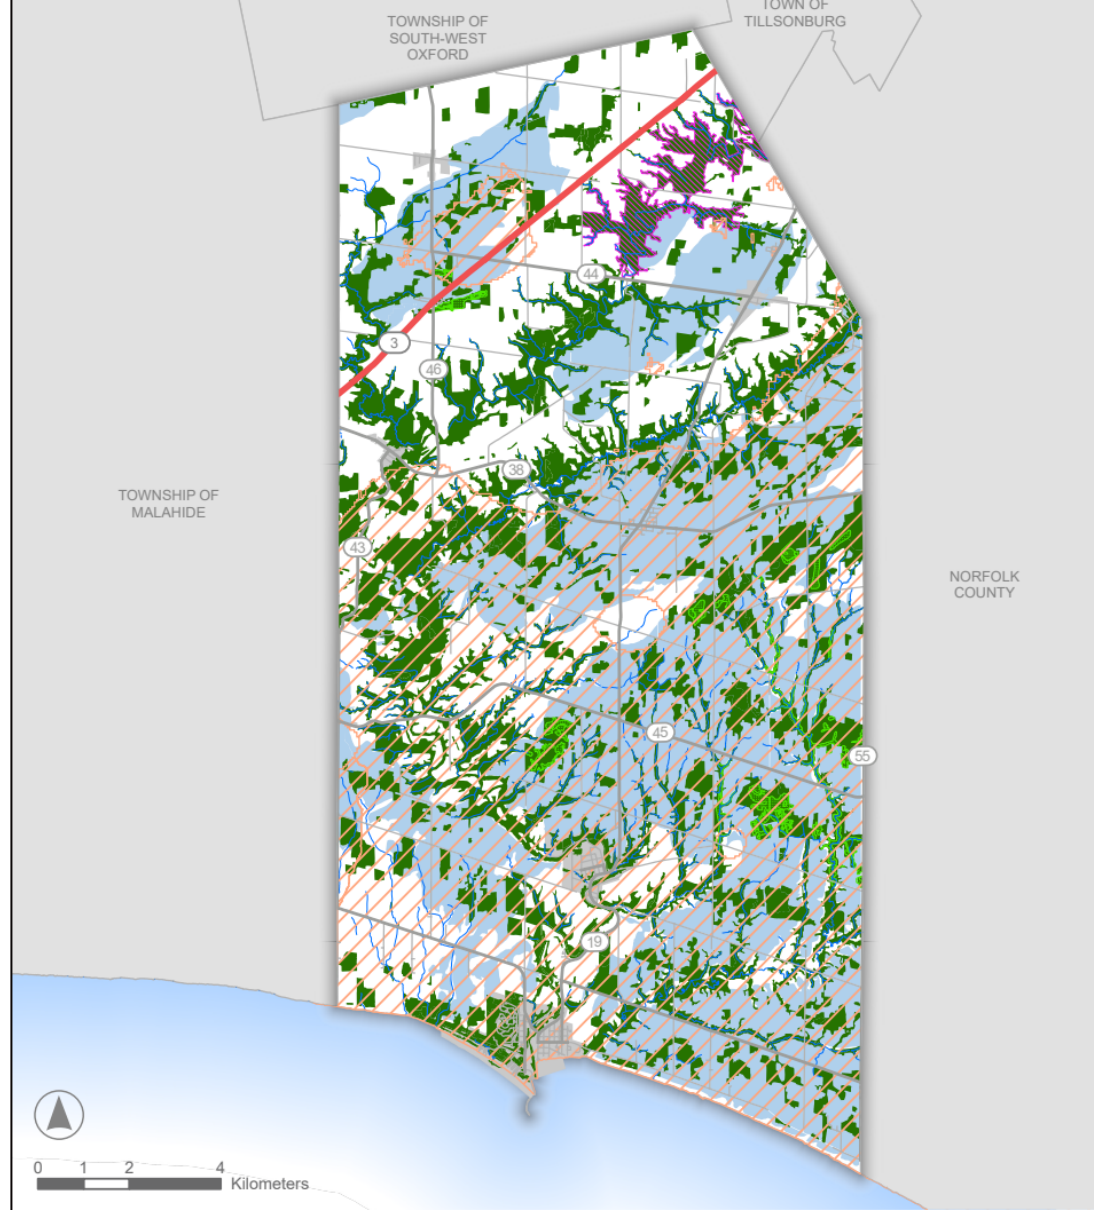 TOWN OF
TILLSONBURG
TOWNSHIP OF
SOUTH-WEST
OXFORD
44
3
46
38
TOWNSHIP OF
MALAHIDE
43
NORFOLK
COUNTY
45
55
19
0 1 2 4
Kilometers